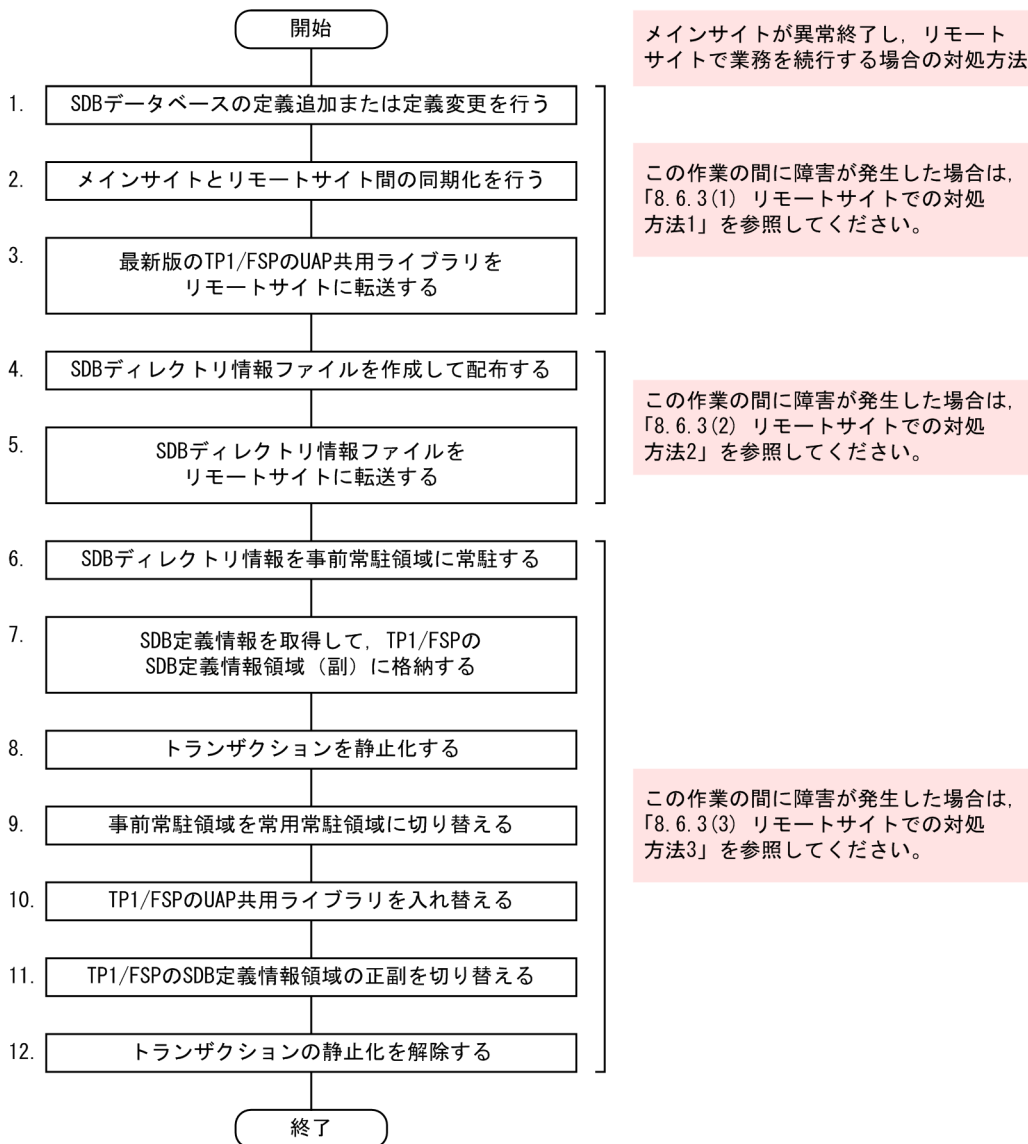 開始
メインサイトが異常終了し，リモート
サイトで業務を続行する場合の対処方法
1. SDBデータベースの定義追加または定義変更を行う
2. メインサイトとリモートサイト間の同期化を行う
この作業の間に障害が発生した場合は，
「8.6.3(1) リモートサイトでの対処
方法1」を参照してください。
3. 最新版のTP1/FSPのUAP共用ライブラリを
リモートサイトに転送する
4. SDBディレクトリ情報ファイルを作成して配布する
5. SDBディレクトリ情報ファイルを
リモートサイトに転送する
この作業の間に障害が発生した場合は，
「8.6.3(2) リモートサイトでの対処
方法2」を参照してください。
6. SDBディレクトリ情報を事前常駐領域に常駐する
7. SDB定義情報を取得して，TP1/FSPの
SDB定義情報領域（副）に格納する
8. トランザクションを静止化する
9. 事前常駐領域を常用常駐領域に切り替える
この作業の間に障害が発生した場合は，
「8.6.3(3) リモートサイトでの対処
方法3」を参照してください。
10. TP1/FSPのUAP共用ライブラリを入れ替える
11. TP1/FSPのSDB定義情報領域の正副を切り替える
12. トランザクションの静止化を解除する
終了